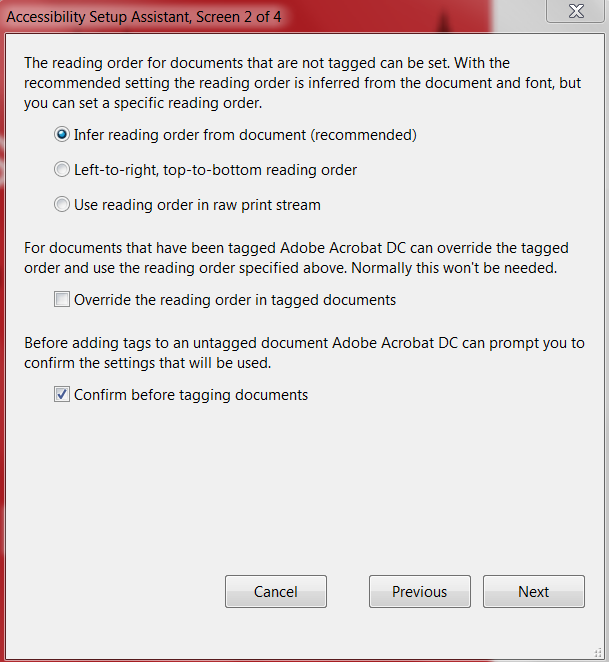 Accessibility Setup Assistant, Screen 2 of 4
The reading order for documents that are not tagged can be set. With the
recommended setting the reading order is inferred from the document and font, but
you can set a specific reading order.
Infer reading order from document (recommended)
Left-to-right, top-to-bottom reading order
Use reading order in raw print stream
For documents that have been tagged Adobe Acrobat DC can override the tagged
order and use the reading order specified above. Normally this won't be needed.
Override the reading order in tagged documents
Before adding tags to an untagged document Adobe Acrobat DC can prompt you to
confirm the settings that will be used.
Confirm before tagging documents
Cancel Previous Next